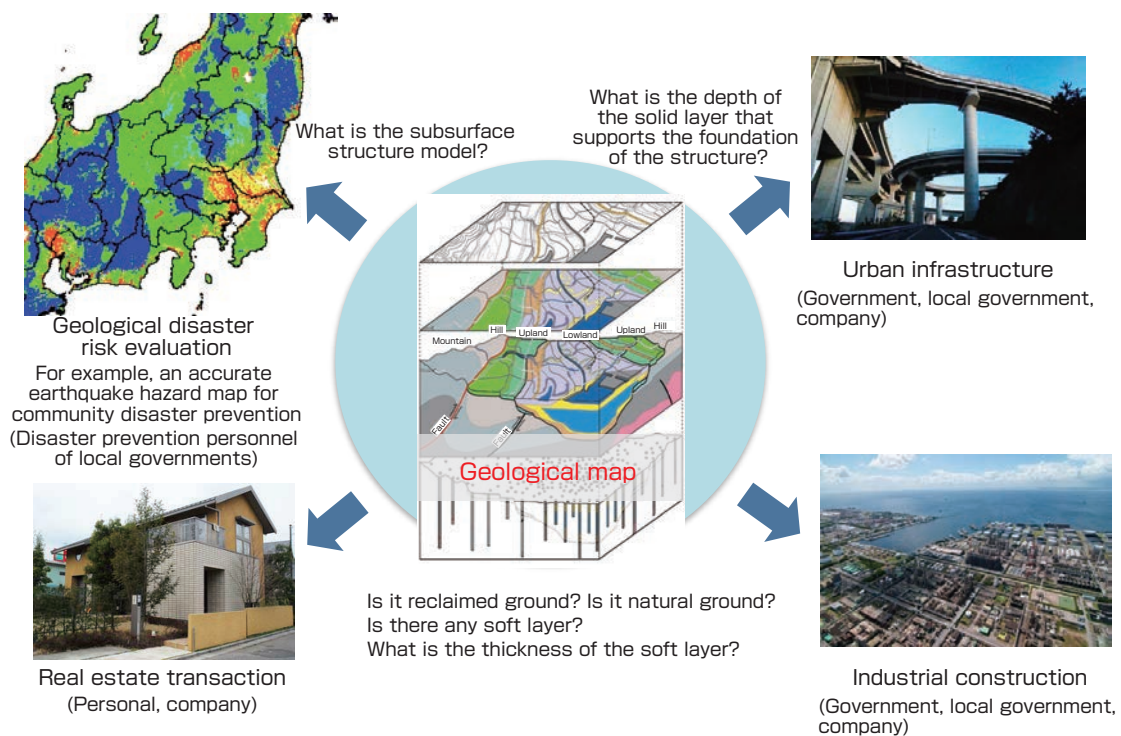 What is the subsurface
structure model?
What is the depth of
the solid layer that
supports the foundation
of the structure?
Geological disaster
risk evaluation
For example, an accurate
earthquake hazard map for
community disaster prevention
(Disaster prevention personnel
of local governments)
Urban infrastructure
(Government, local government,
company)
Mountain
Hill
Upland
Lowland
Upland
Hill
Fault
Fault
Geological map
Is it reclaimed ground? Is it natural ground?
Is there any soft layer?
What is the thickness of the soft layer?
Real estate transaction
(Personal, company)
Industrial construction
(Government, local government,
company)